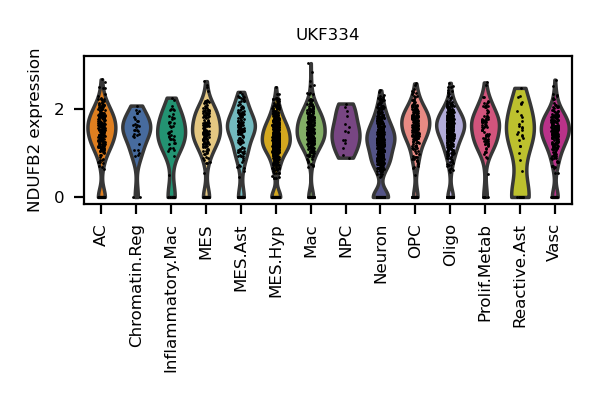 UKF334
NDUFB2 expression
2
0
AC
Chromatin.Reg
Inflammatory.Mac
MES
MES.Ast
MES.Hyp
Mac
NPC
Neuron
OPC
Oligo
Prolif.Metab
Reactive.Ast
Vasc